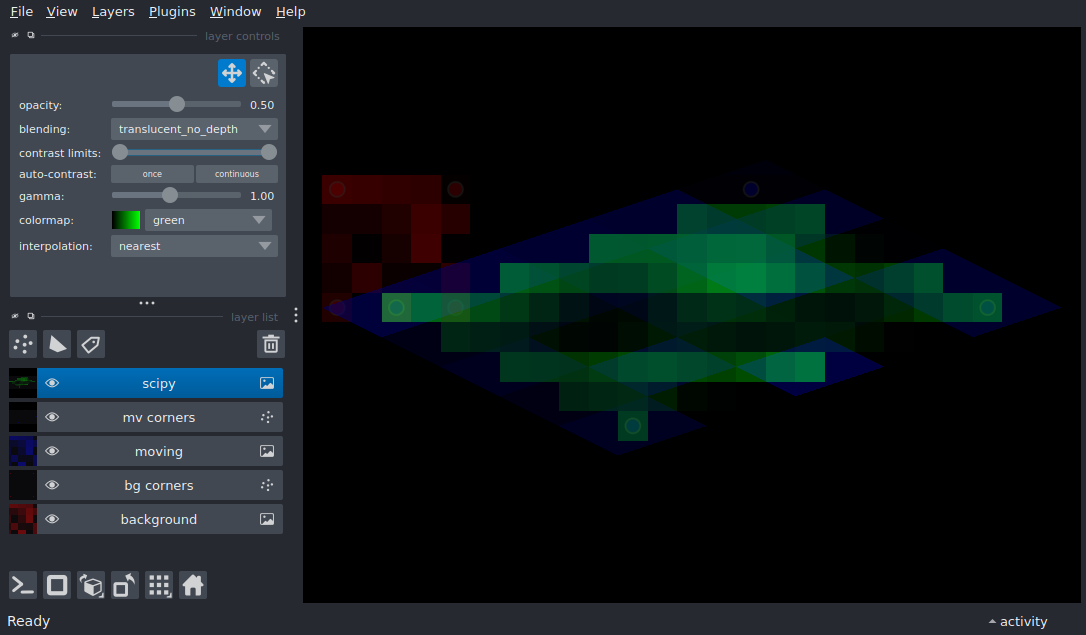 File View Layers Plugins Window Help
layer controls
opacity: 0.50
blending: translucent_no_depth
contrast limits:
auto-contrast: once continuous
gamma: 1.00
colormap: green
interpolation: nearest
layer list
scipy
mv corners
moving
bg corners
background
Ready activity